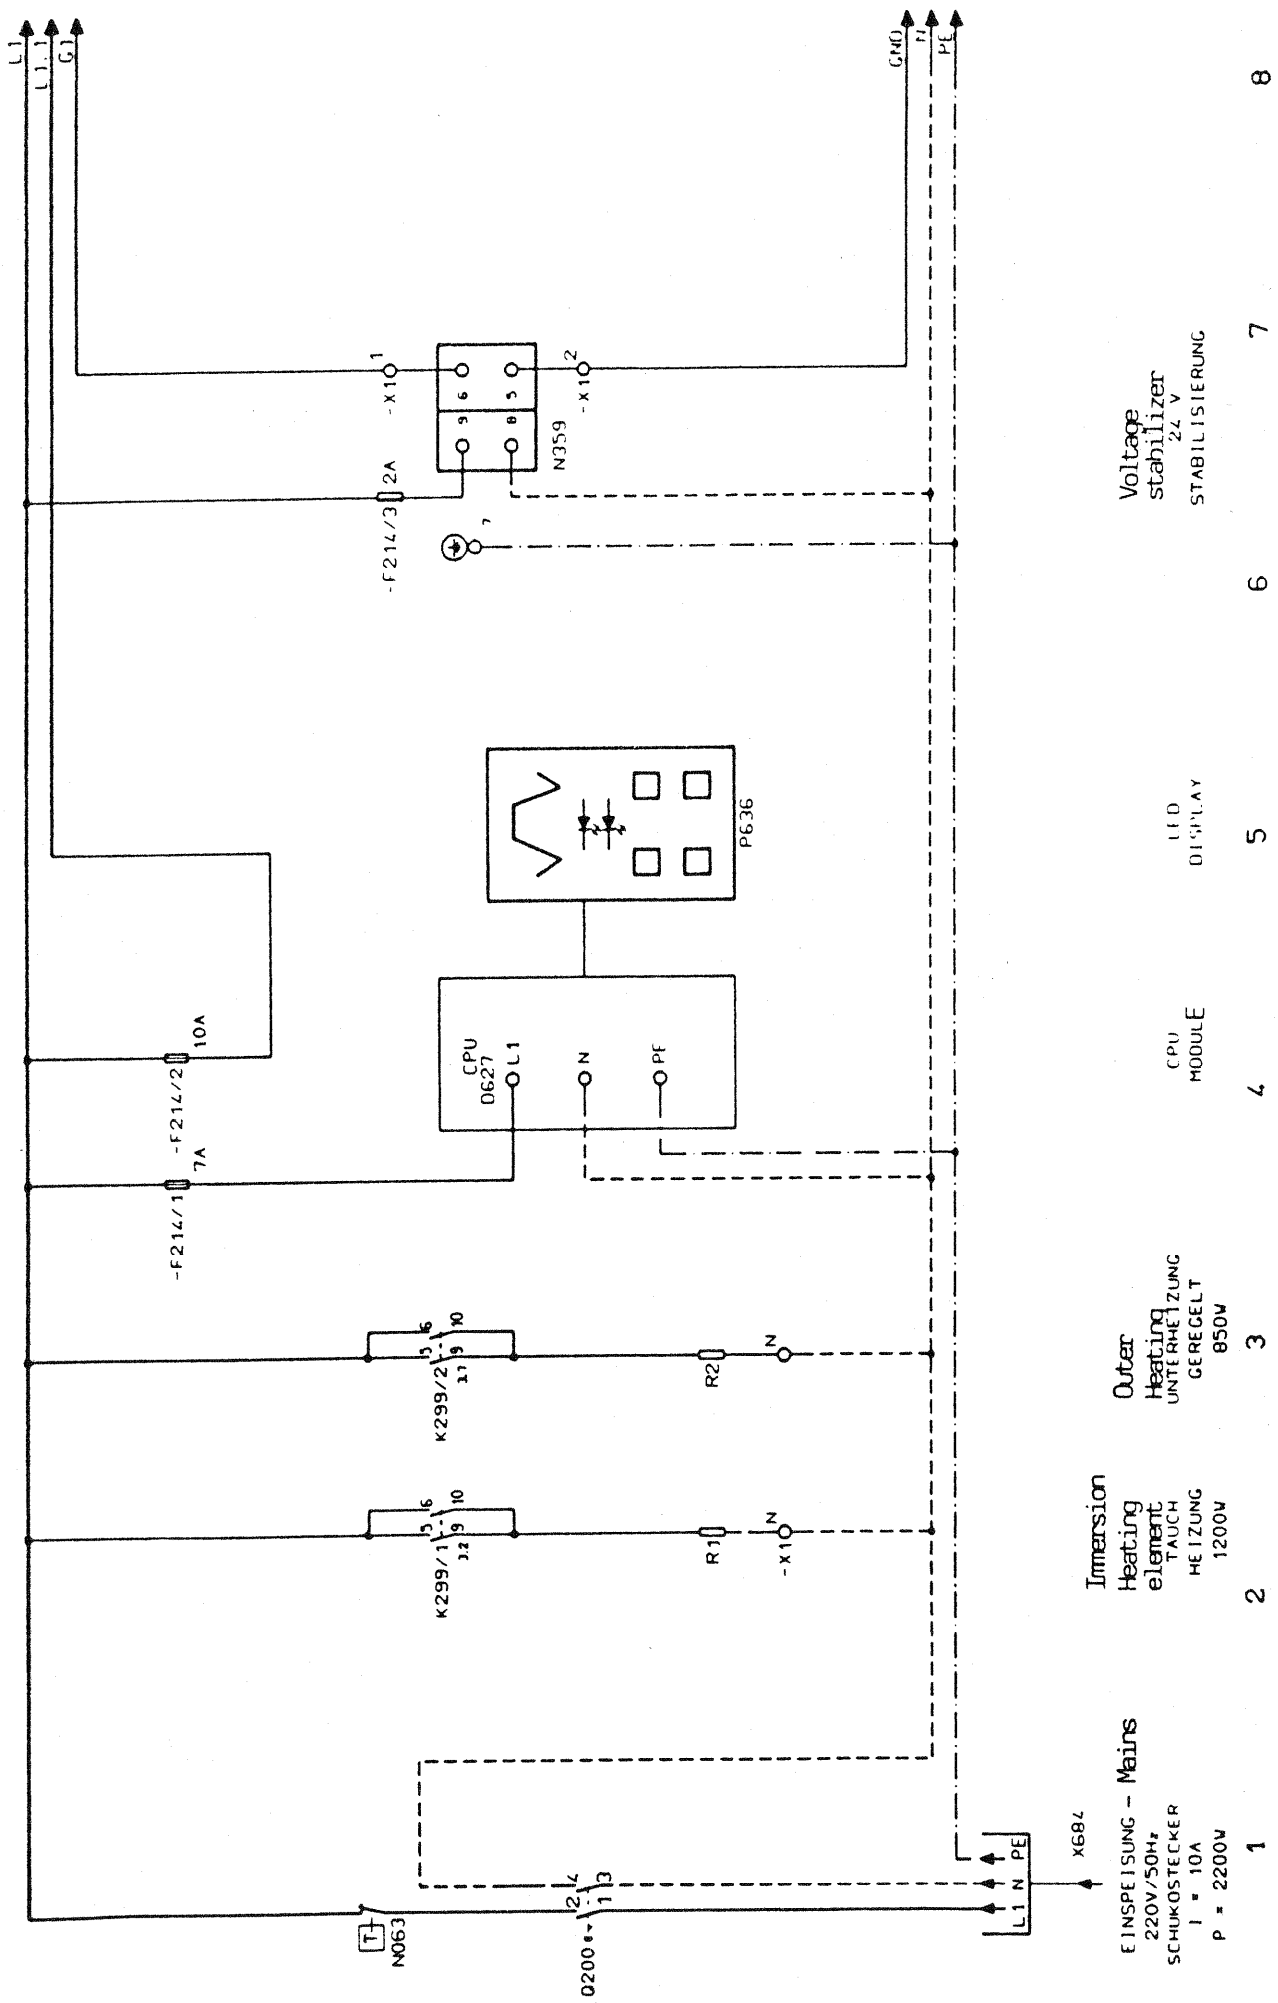 L1
L1.1
G1
-F214/1
7A
-F214/2
10A
T
N063
K299/1
5
6
9
10
K299/2
5
6
9
10
CPU
D627
L1
N
PE
P636
-F214/3
2A
-X1
1
9
6
8
5
N359
7
-X1
2
Q200
2
4
1
3
R1
N
-X1
R2
N
GND
N
PE
L1
N
PE
X684
EINSPEISUNG - Mains
220V/50Hz
SCHUKOSTECKER
I = 10A
P = 2200W
Immersion
Heating
element
TAUCH
HEIZUNG
1200W
Outer
Heating
UNTERHEIZUNG
GEREGELT
850W
CPU
MODULE
LED
DISPLAY
Voltage
stabilizer
24 V
STABILISIERUNG
1
2
3
4
5
6
7
8